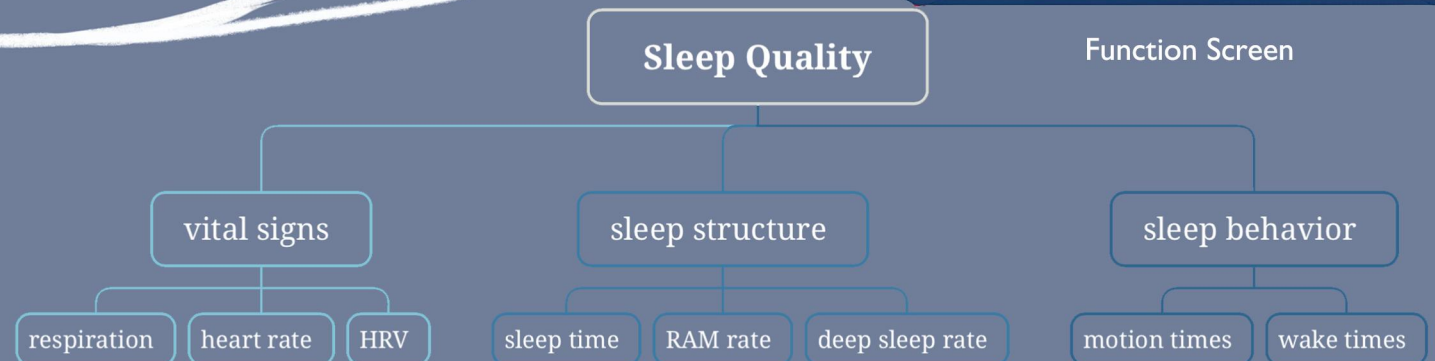 Sleep Quality
Function Screen
vital signs
sleep structure
sleep behavior
respiration
heart rate
HRV
sleep time
RAM rate
deep sleep rate
motion times
wake times